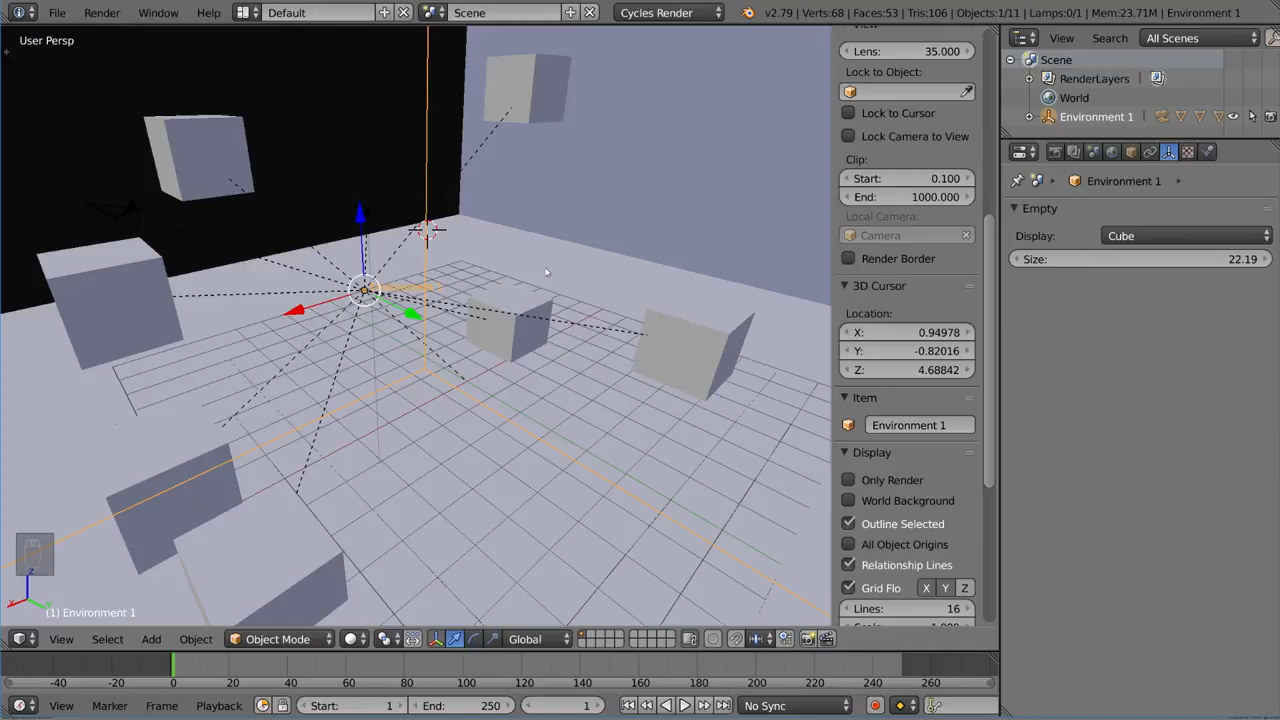 File Render Window Help Default Scene Cycles Render v2.79 | Verts:68 | Faces:53 | Tris:106 | Objects:1/11 | Lamps:0/1 | Mem:23.71M | Environment 1
User Persp
View Search All Scenes
Lens: 35.000
Lock to Object:
Lock to Cursor
Lock Camera to View
Clip:
Start: 0.100
End: 1000.000
Local Camera:
Camera
Render Border
3D Cursor
Location:
X: 0.94978
Y: -0.82016
Z: 4.68842
Item
Environment 1
Display
Only Render
World Background
Outline Selected
All Object Origins
Relationship Lines
Grid Flo X Y Z
Lines: 16
Scene
RenderLayers
World
Environment 1
Environment 1
Empty
Display: Cube
Size: 22.19
Z
X
(1) Environment 1
View Select Add Object Object Mode Global
-40 -20 0 20 40 60 80 100 120 140 160 180 200 220 240 260
View Marker Frame Playback Start: 1 End: 250 1 No Sync